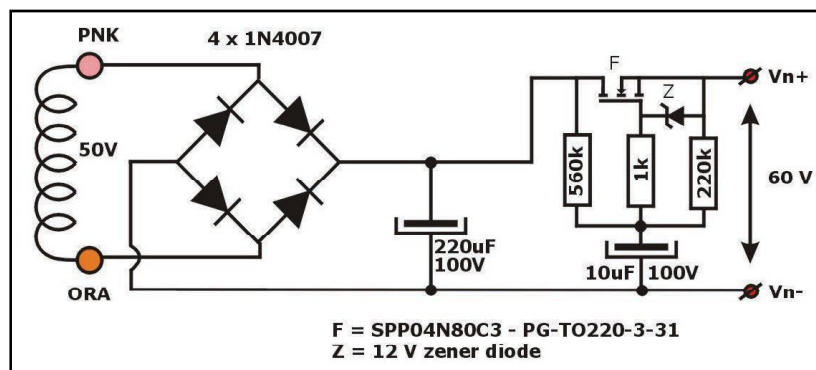 PNK
4 x 1N4007
F
Z
Vn+
50V
560k
1k
220k
60 V
220uF
100V
10uF
100V
ORA
Vn-
F = SPP04N80C3 - PG-TO220-3-31
Z = 12 V zener diode